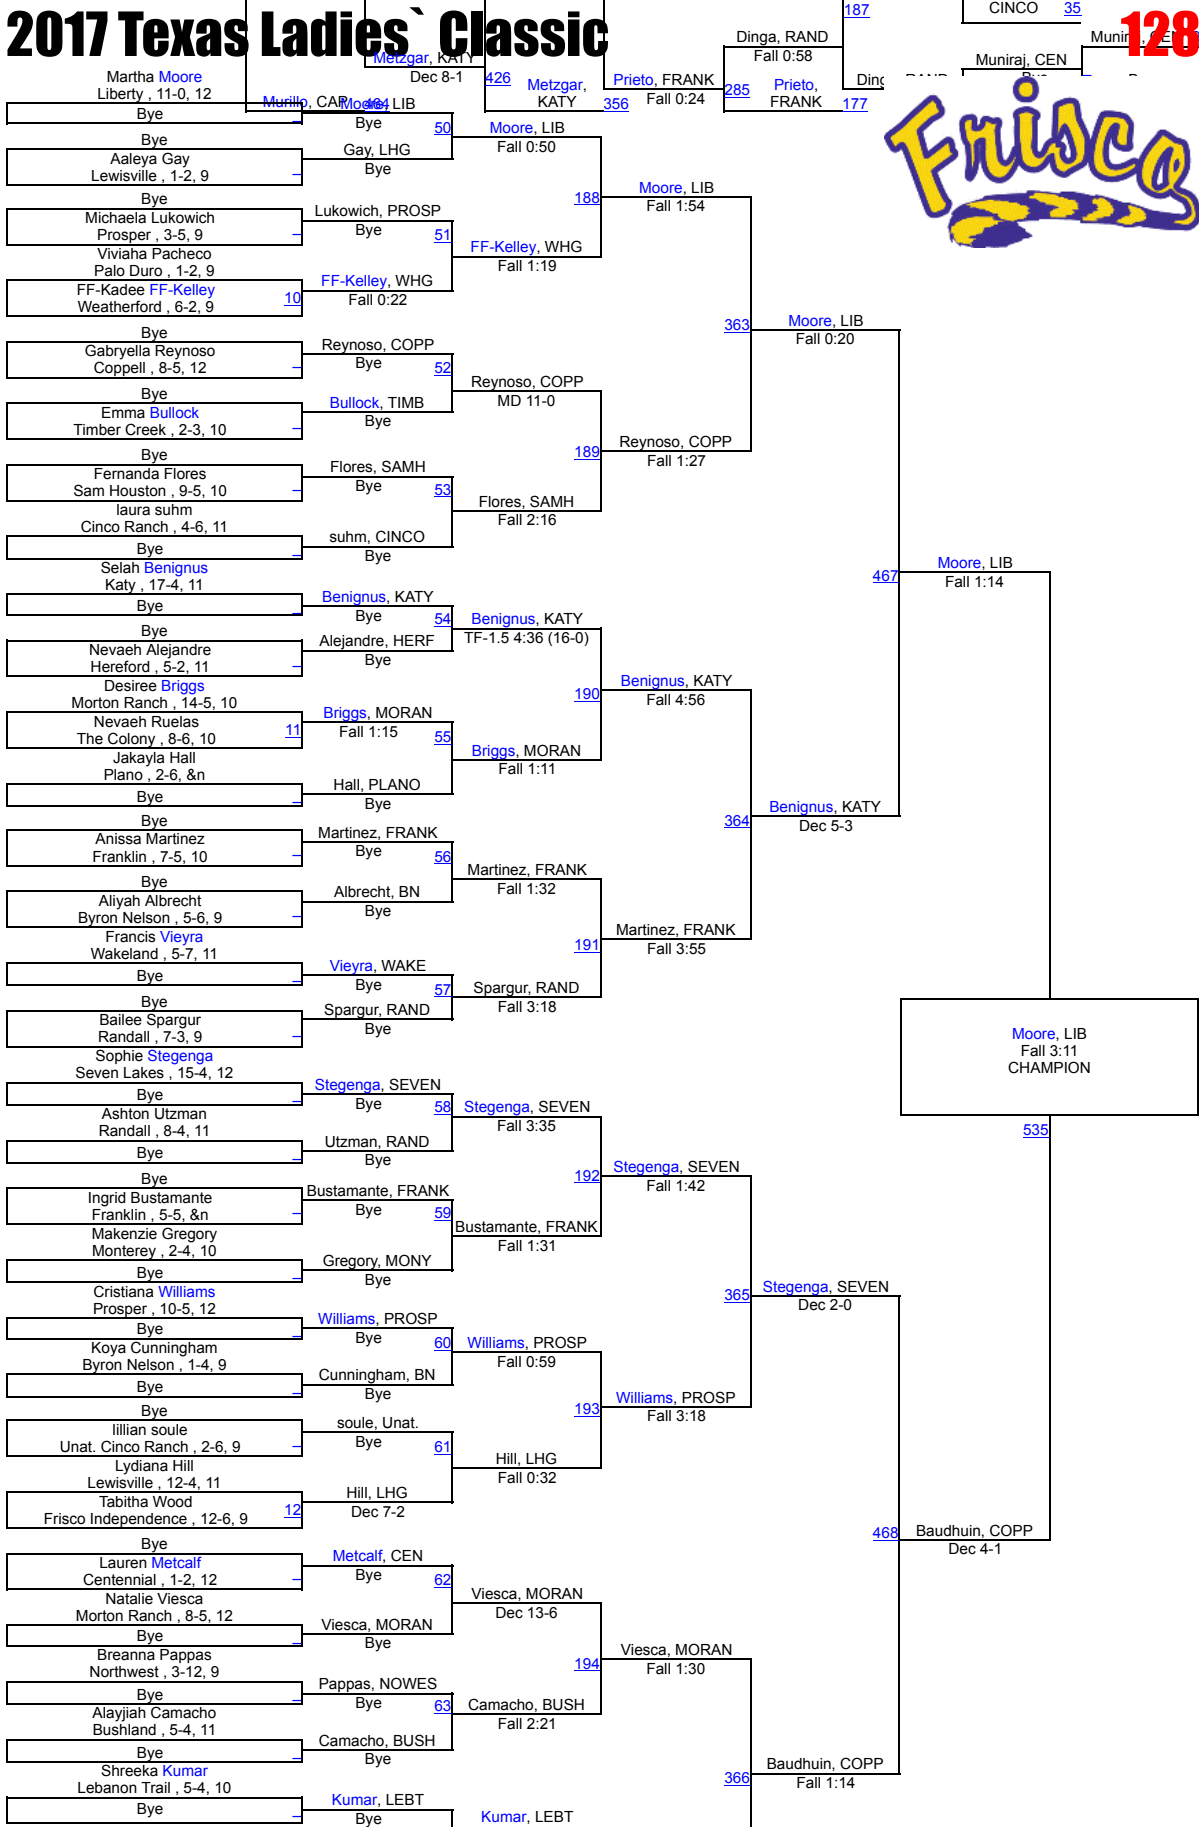 2017 Texas Ladies` Classic
128
187
CINCO 35
Dinga, RAND
Fall 0:58
Muniraj, CEN
Metzgar, KATY
Dec 8-1
426
Metzgar,
KATY
356
Prieto, FRANK
Fall 0:24
285
Prieto,
FRANK
177
Murillo, CAP
464
Frisco
Martha Moore
Liberty , 11-0, 12
Bye
Moore, LIB
Bye
50
Moore, LIB
Fall 0:50
Bye
Aaleya Gay
Lewisville , 1-2, 9
Gay, LHG
Bye
188
Moore, LIB
Fall 1:54
Bye
Michaela Lukowich
Prosper , 3-5, 9
Lukowich, PROSP
Bye
51
FF-Kelley, WHG
Fall 1:19
Viviaha Pacheco
Palo Duro , 1-2, 9
FF-Kadee FF-Kelley
Weatherford , 6-2, 9
10
FF-Kelley, WHG
Fall 0:22
363
Moore, LIB
Fall 0:20
Bye
Gabryella Reynoso
Coppell , 8-5, 12
Reynoso, COPP
Bye
52
Reynoso, COPP
MD 11-0
Bye
Emma Bullock
Timber Creek , 2-3, 10
Bullock, TIMB
Bye
189
Reynoso, COPP
Fall 1:27
Bye
Fernanda Flores
Sam Houston , 9-5, 10
Flores, SAMH
Bye
53
Flores, SAMH
Fall 2:16
laura suhm
Cinco Ranch , 4-6, 11
Bye
suhm, CINCO
Bye
467
Moore, LIB
Fall 1:14
Selah Benignus
Katy , 17-4, 11
Bye
Benignus, KATY
Bye
54
Benignus, KATY
TF-1.5 4:36 (16-0)
Bye
Nevaeh Alejandre
Hereford , 5-2, 11
Alejandre, HERF
Bye
190
Benignus, KATY
Fall 4:56
Desiree Briggs
Morton Ranch , 14-5, 10
Nevaeh Ruelas
The Colony , 8-6, 10
11
Briggs, MORAN
Fall 1:15
55
Briggs, MORAN
Fall 1:11
Jakayla Hall
Plano , 2-6, &n
Bye
Hall, PLANO
Bye
364
Benignus, KATY
Dec 5-3
Bye
Anissa Martinez
Franklin , 7-5, 10
Martinez, FRANK
Bye
56
Martinez, FRANK
Fall 1:32
Bye
Aliyah Albrecht
Byron Nelson , 5-6, 9
Albrecht, BN
Bye
191
Martinez, FRANK
Fall 3:55
Francis Vieyra
Wakeland , 5-7, 11
Bye
Vieyra, WAKE
Bye
57
Spargur, RAND
Fall 3:18
Bye
Bailee Spargur
Randall , 7-3, 9
Spargur, RAND
Bye
Moore, LIB
Fall 3:11
CHAMPION
535
Sophie Stegenga
Seven Lakes , 15-4, 12
Bye
Stegenga, SEVEN
Bye
58
Stegenga, SEVEN
Fall 3:35
Ashton Utzman
Randall , 8-4, 11
Bye
Utzman, RAND
Bye
192
Stegenga, SEVEN
Fall 1:42
Bye
Ingrid Bustamante
Franklin , 5-5, &n
Bustamante, FRANK
Bye
59
Bustamante, FRANK
Fall 1:31
Makenzie Gregory
Monterey , 2-4, 10
Bye
Gregory, MONY
Bye
365
Stegenga, SEVEN
Dec 2-0
Cristiana Williams
Prosper , 10-5, 12
Bye
Williams, PROSP
Bye
60
Williams, PROSP
Fall 0:59
Koya Cunningham
Byron Nelson , 1-4, 9
Bye
Cunningham, BN
Bye
193
Williams, PROSP
Fall 3:18
Bye
lillian soule
Unat. Cinco Ranch , 2-6, 9
soule, Unat.
Bye
61
Hill, LHG
Fall 0:32
Lydiana Hill
Lewisville , 12-4, 11
Tabitha Wood
Frisco Independence , 12-6, 9
12
Hill, LHG
Dec 7-2
468
Baudhuin, COPP
Dec 4-1
Bye
Lauren Metcalf
Centennial , 1-2, 12
Metcalf, CEN
Bye
62
Viesca, MORAN
Dec 13-6
Natalie Viesca
Morton Ranch , 8-5, 12
Bye
Viesca, MORAN
Bye
194
Viesca, MORAN
Fall 1:30
Breanna Pappas
Northwest , 3-12, 9
Bye
Pappas, NOWES
Bye
63
Camacho, BUSH
Fall 2:21
Alayjiah Camacho
Bushland , 5-4, 11
Bye
Camacho, BUSH
Bye
366
Baudhuin, COPP
Fall 1:14
Shreeka Kumar
Lebanon Trail , 5-4, 10
Bye
Kumar, LEBT
Bye
Kumar, LEBT